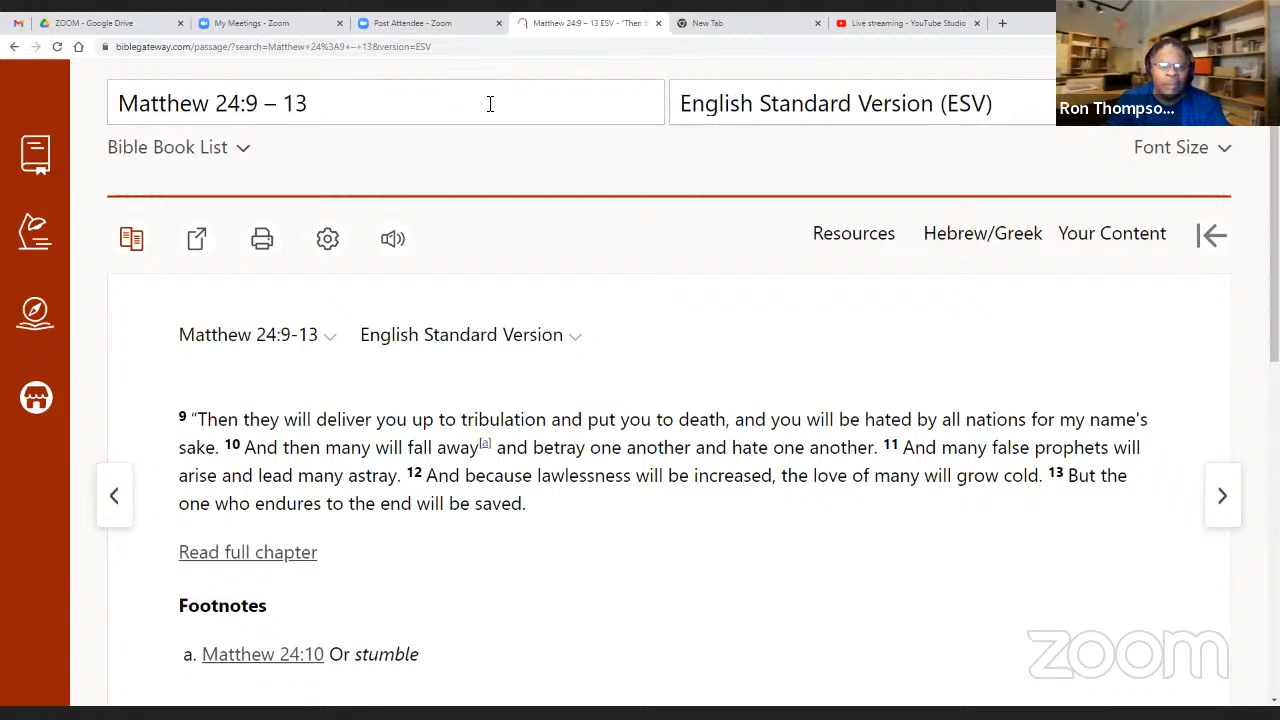 ZOOM - Google Drive
My Meetings - Zoom
Post Attendee - Zoom
Matthew 24:9 – 13 ESV - "Then th
New Tab
Live streaming - YouTube Studio
biblegateway.com/passage/?search=Matthew+24%3A9+–+13&version=ESV
Matthew 24:9 – 13
English Standard Version (ESV)
Ron Thompso...
Bible Book List
Font Size
Resources
Hebrew/Greek
Your Content
Matthew 24:9-13
English Standard Version
9 “Then they will deliver you up to tribulation and put you to death, and you will be hated by all nations for my name's
sake. 10 And then many will fall away[a] and betray one another and hate one another. 11 And many false prophets will
arise and lead many astray. 12 And because lawlessness will be increased, the love of many will grow cold. 13 But the
one who endures to the end will be saved.
Read full chapter
Footnotes
a. Matthew 24:10 Or stumble
zoom